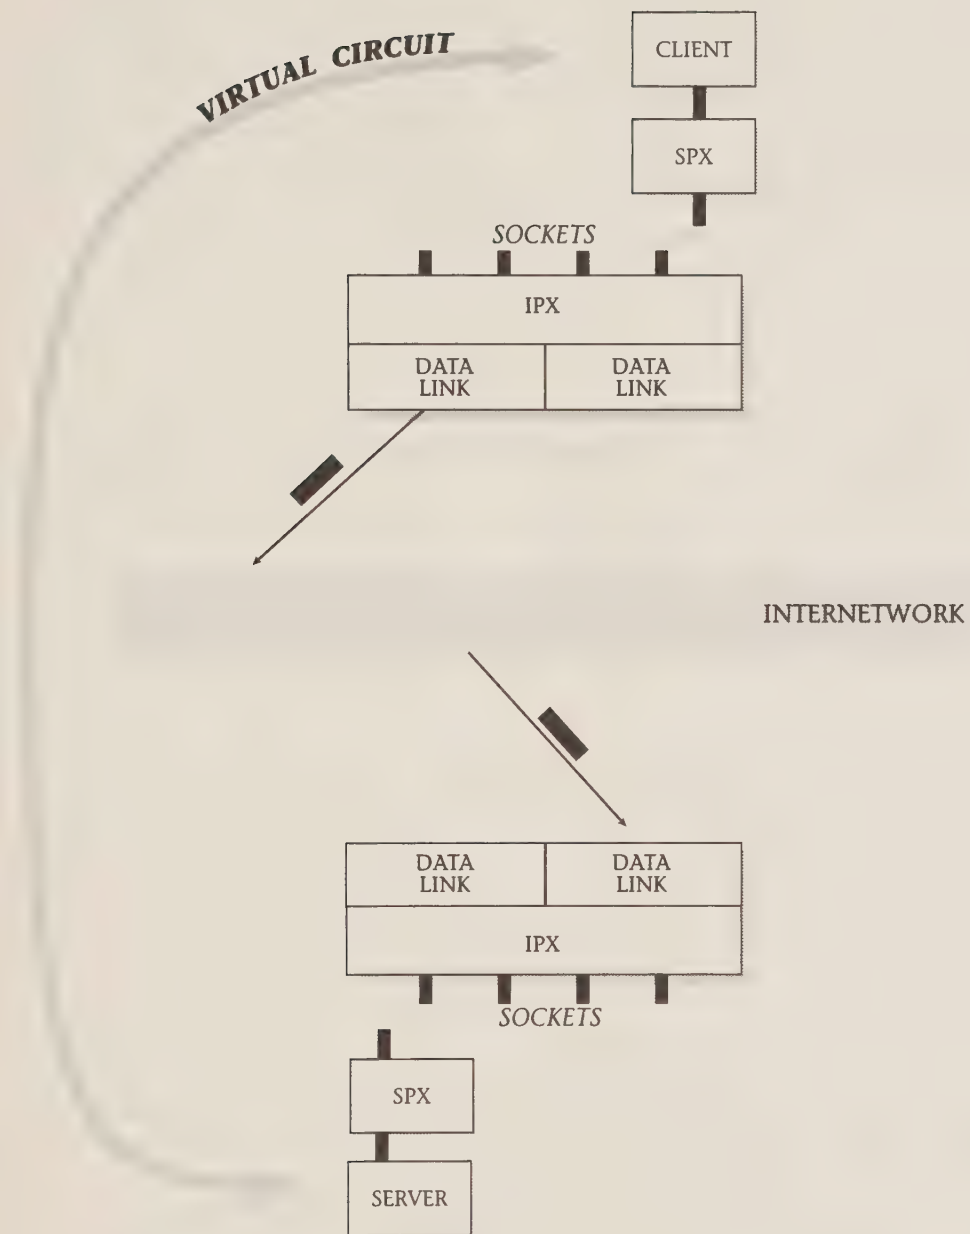 VIRTUAL CIRCUIT
CLIENT
SPX
SOCKETS
IPX
DATA
LINK
DATA
LINK
INTERNETWORK
DATA
LINK
DATA
LINK
IPX
SOCKETS
SPX
SERVER